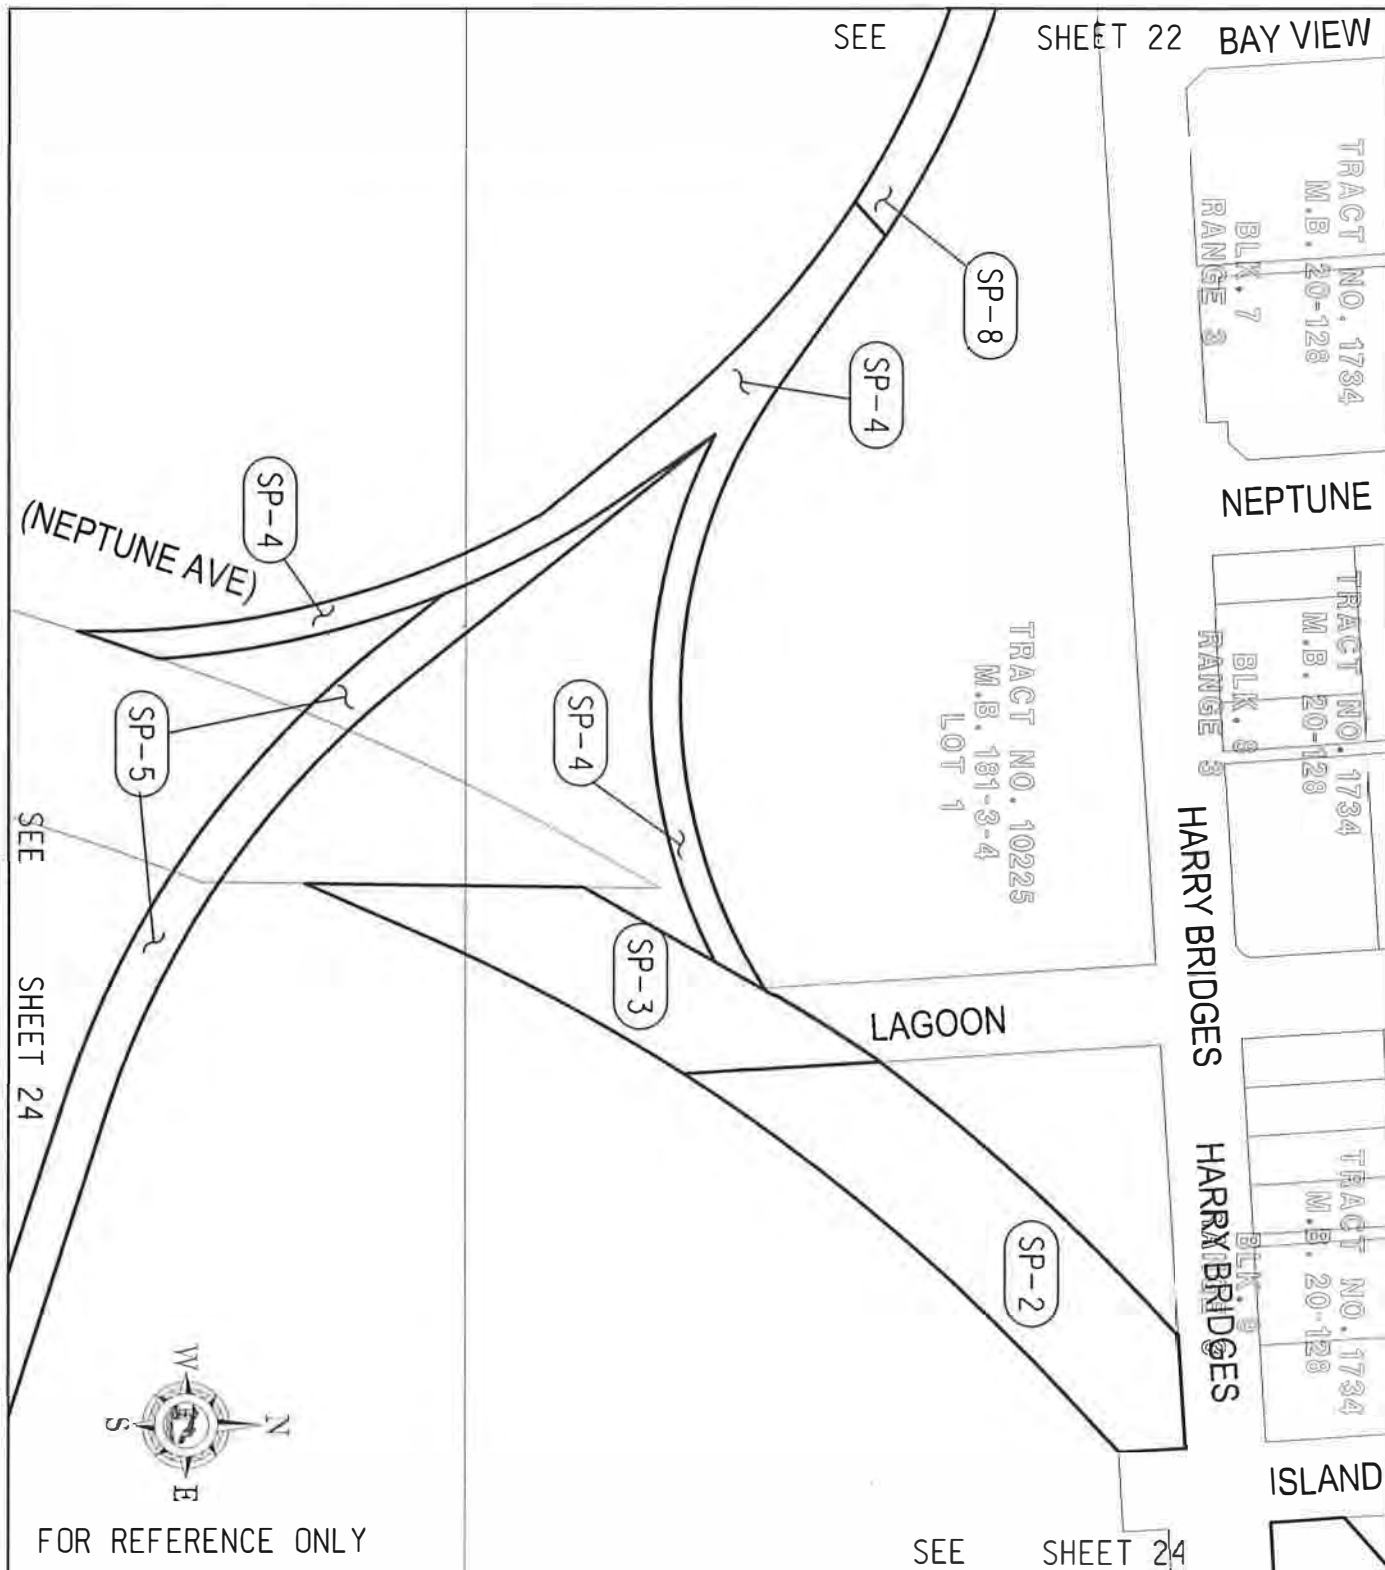 SEE SHEET 22
BAY VIEW
TRACT NO. 1734
M.B. 20-128
BLK. 7
RANGE 3
SP-8
SP-4
NEPTUNE
SP-4
(NEPTUNE AVE)
TRACT NO. 1734
M.B. 20-128
BLK. 8
RANGE 3
TRACT NO. 10225
M.B. 181-3-4
LOT 1
SP-4
SP-5
HARRY BRIDGES
SEE SHEET 24
SP-3
LAGOON
HARRY BRIDGES
TRACT NO. 1734
M.B. 20-128
BLK. 9
SP-2
N
W
S
E
ISLAND
FOR REFERENCE ONLY
SEE SHEET 24